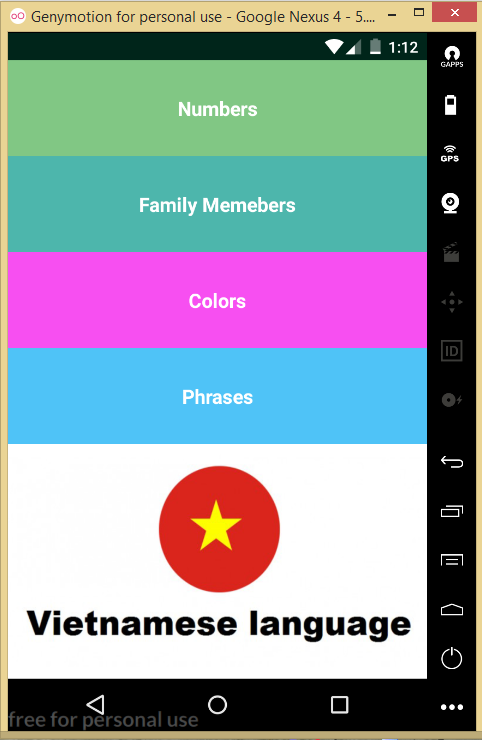 Genymotion for personal use - Google Nexus 4 - 5....
1:12
GAPPS
Numbers
GPS
Family Memebers
Colors
ID
Phrases
Vietnamese language
free for personal use